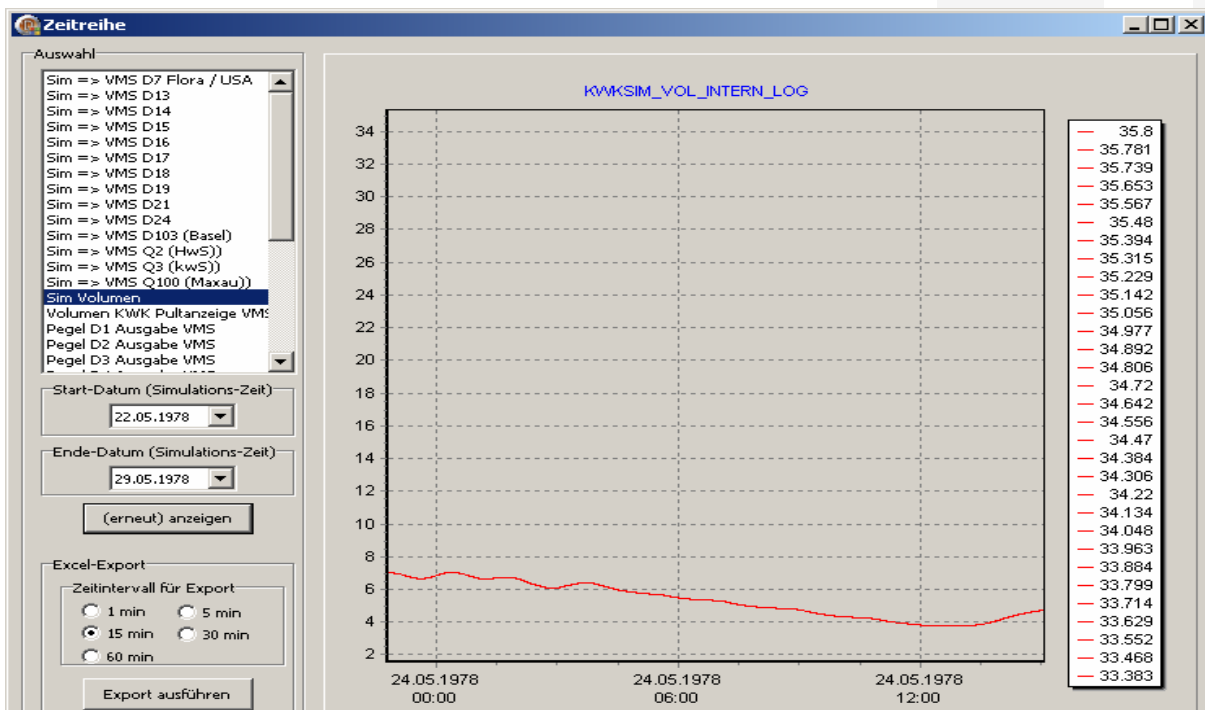 Zeitreihe
Auswahl
Sim => VMS D7 Flora / USA
Sim => VMS D13
Sim => VMS D14
Sim => VMS D15
Sim => VMS D16
Sim => VMS D17
Sim => VMS D18
Sim => VMS D19
Sim => VMS D21
Sim => VMS D24
Sim => VMS D103 (Basel)
Sim => VMS Q2 (HwS))
Sim => VMS Q3 (kwS))
Sim => VMS Q100 (Maxau))
Sim Volumen
Volumen KWK Pultanzeige VMS
Pegel D1 Ausgabe VMS
Pegel D2 Ausgabe VMS
Pegel D3 Ausgabe VMS
Start-Datum (Simulations-Zeit)
22.05.1978
Ende-Datum (Simulations-Zeit)
29.05.1978
(erneut) anzeigen
Excel-Export
Zeitintervall für Export
1 min
5 min
15 min
30 min
60 min
Export ausführen
KWKSIM_VOL_INTERN_LOG
34
32
30
28
26
24
22
20
18
16
14
12
10
8
6
4
2
24.05.1978
00:00
24.05.1978
06:00
24.05.1978
12:00
35.8
35.781
35.739
35.653
35.567
35.48
35.394
35.315
35.229
35.142
35.056
34.977
34.892
34.806
34.72
34.642
34.556
34.47
34.384
34.306
34.22
34.134
34.048
33.963
33.884
33.799
33.714
33.629
33.552
33.468
33.383